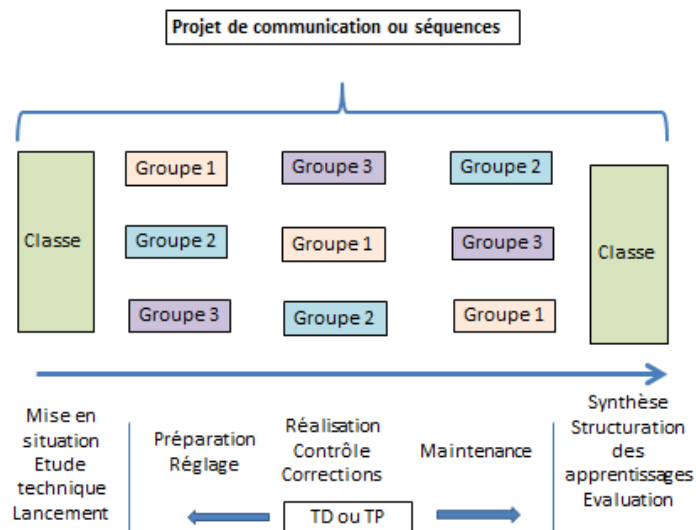 Projet de communication ou séquences
Classe
Groupe 1
Groupe 3
Groupe 2
Groupe 2
Groupe 1
Groupe 3
Groupe 3
Groupe 2
Groupe 1
Classe
Mise en
situation
Etude
technique
Lancement
Préparation
Réglage
Réalisation
Contrôle
Corrections
Maintenance
Synthèse
Structuration
des
apprentissages
Evaluation
TD ou TP